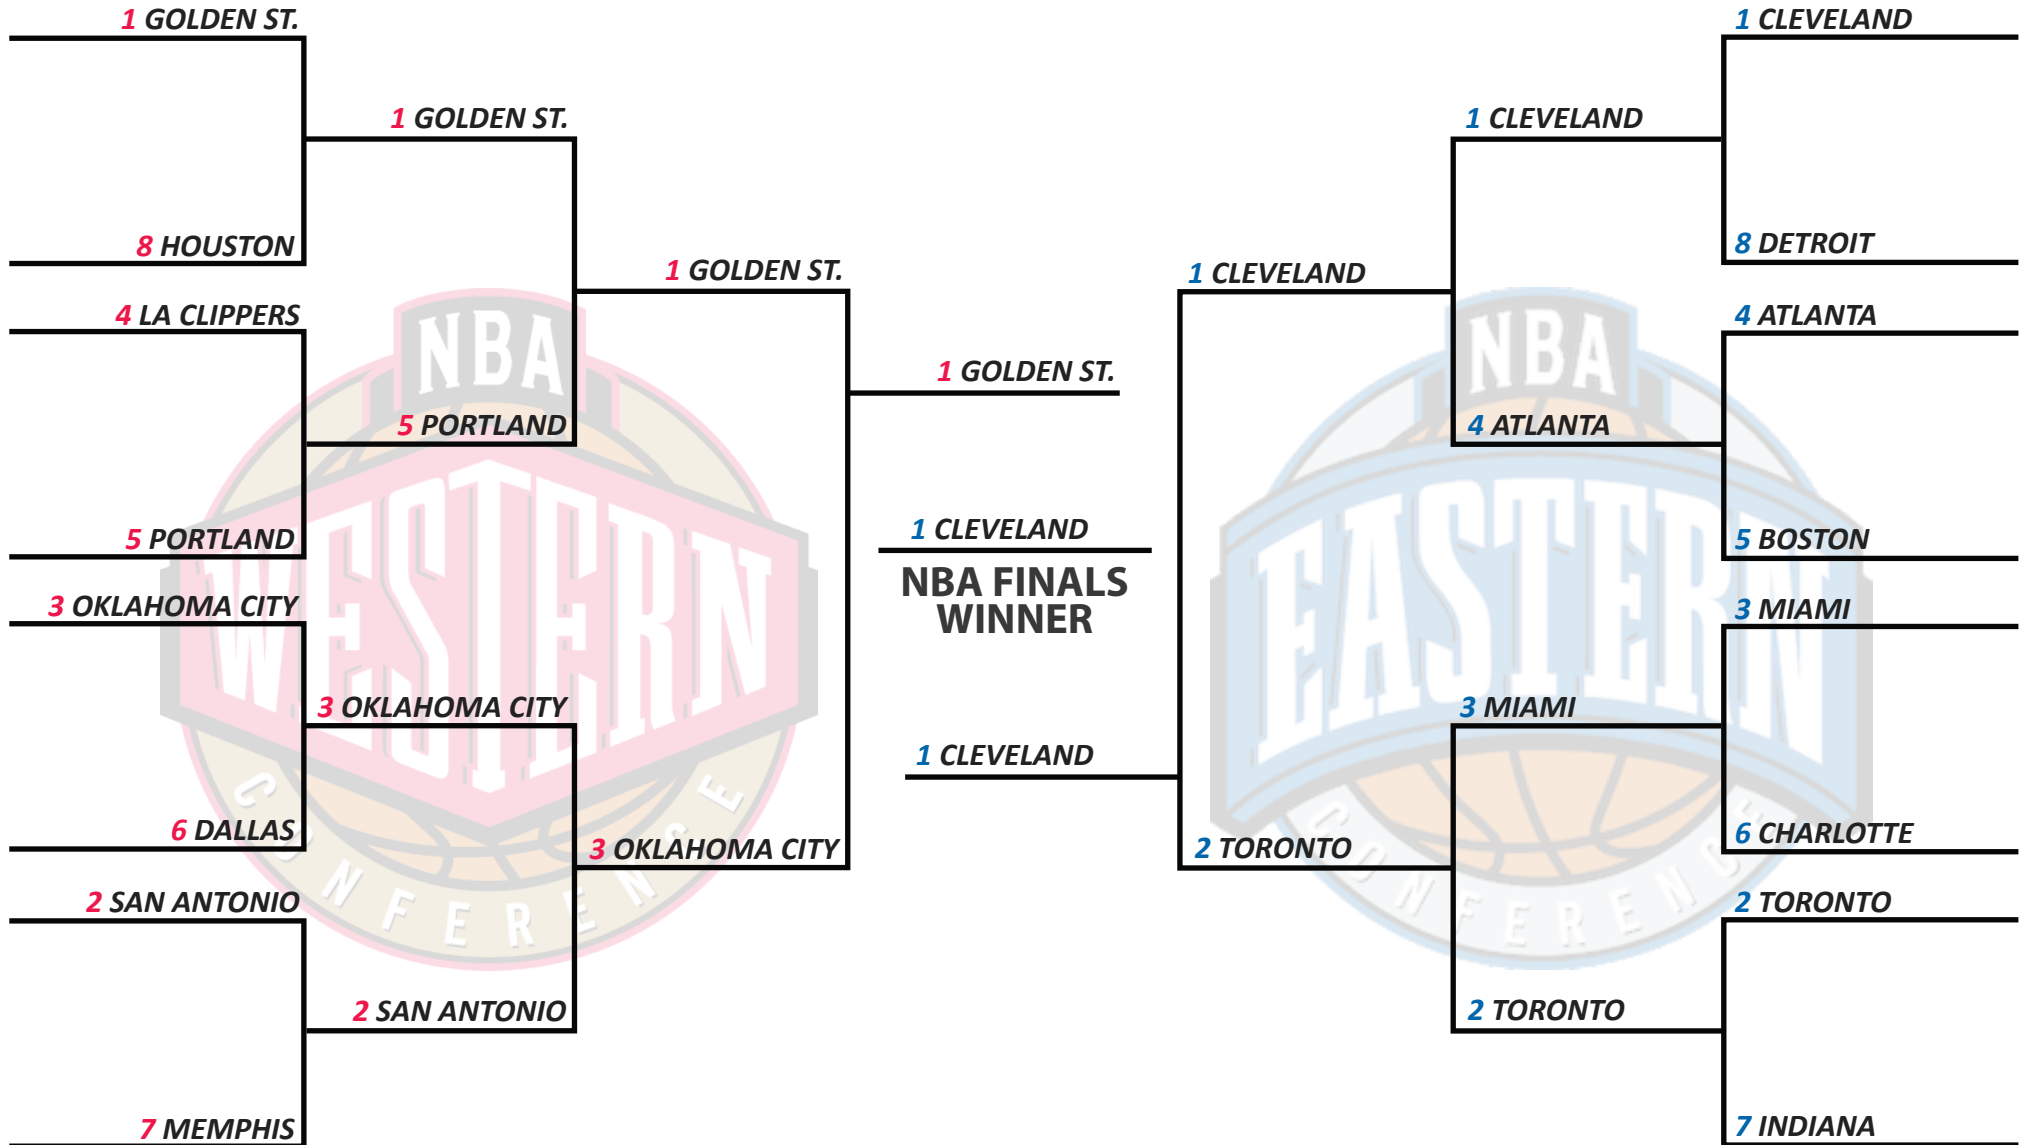 1 GOLDEN ST.
8 HOUSTON
4 LA CLIPPERS
5 PORTLAND
3 OKLAHOMA CITY
6 DALLAS
2 SAN ANTONIO
7 MEMPHIS
1 GOLDEN ST.
5 PORTLAND
3 OKLAHOMA CITY
2 SAN ANTONIO
1 GOLDEN ST.
3 OKLAHOMA CITY
1 GOLDEN ST.
1 CLEVELAND
NBA FINALS
WINNER
1 CLEVELAND
1 CLEVELAND
2 TORONTO
1 CLEVELAND
4 ATLANTA
3 MIAMI
2 TORONTO
1 CLEVELAND
8 DETROIT
4 ATLANTA
5 BOSTON
3 MIAMI
6 CHARLOTTE
2 TORONTO
7 INDIANA
NBA
WESTERN
CONFERENCE
NBA
EASTERN
CONFERENCE